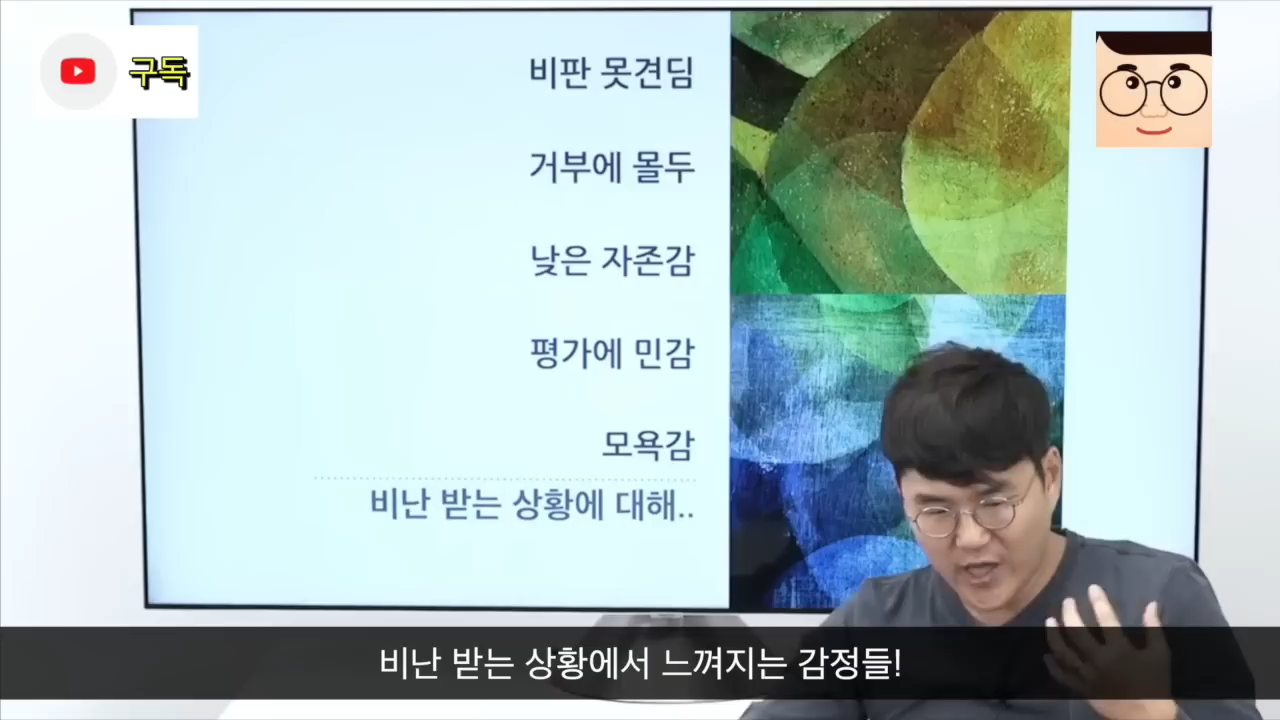 구독
비판 못견딤
거부에 몰두
낮은 자존감
평가에 민감
모욕감
비난 받는 상황에 대해..
비난 받는 상황에서 느껴지는 감정들!